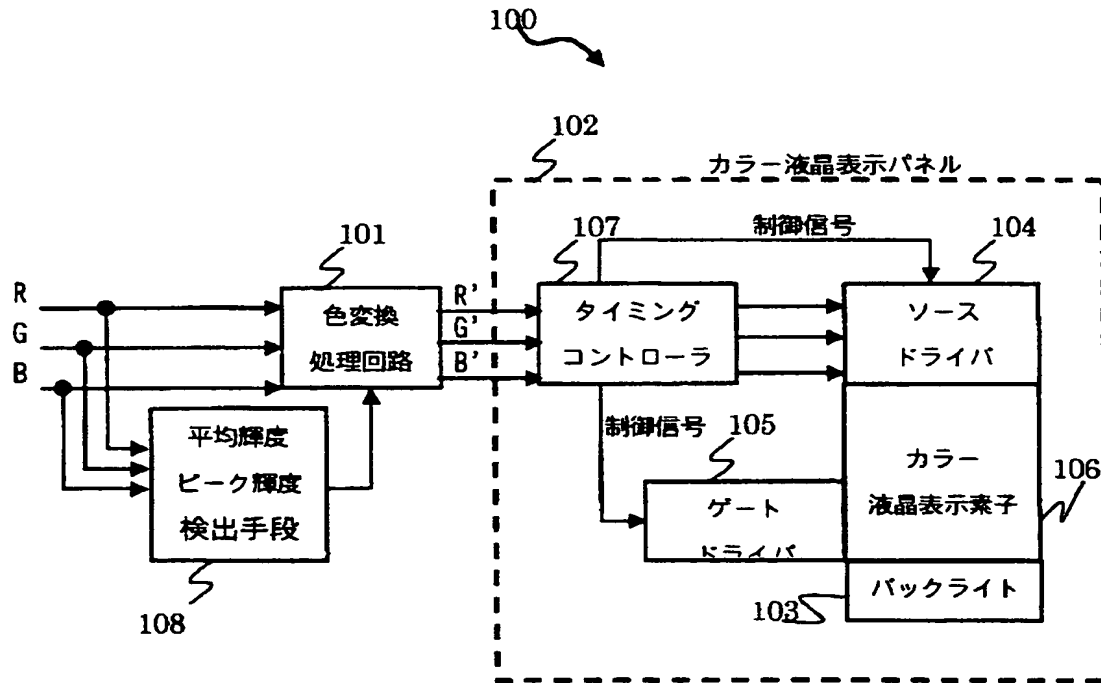 100
102
カラー液晶表示パネル
制御信号
101
107
104
R
G
B
色変換
処理回路
R'
G'
B'
タイミング
コントローラ
ソース
ドライバ
平均輝度
ピーク輝度
検出手段
108
制御信号
105
ゲート
ドライバ
カラー
液晶表示素子
106
バックライト
103